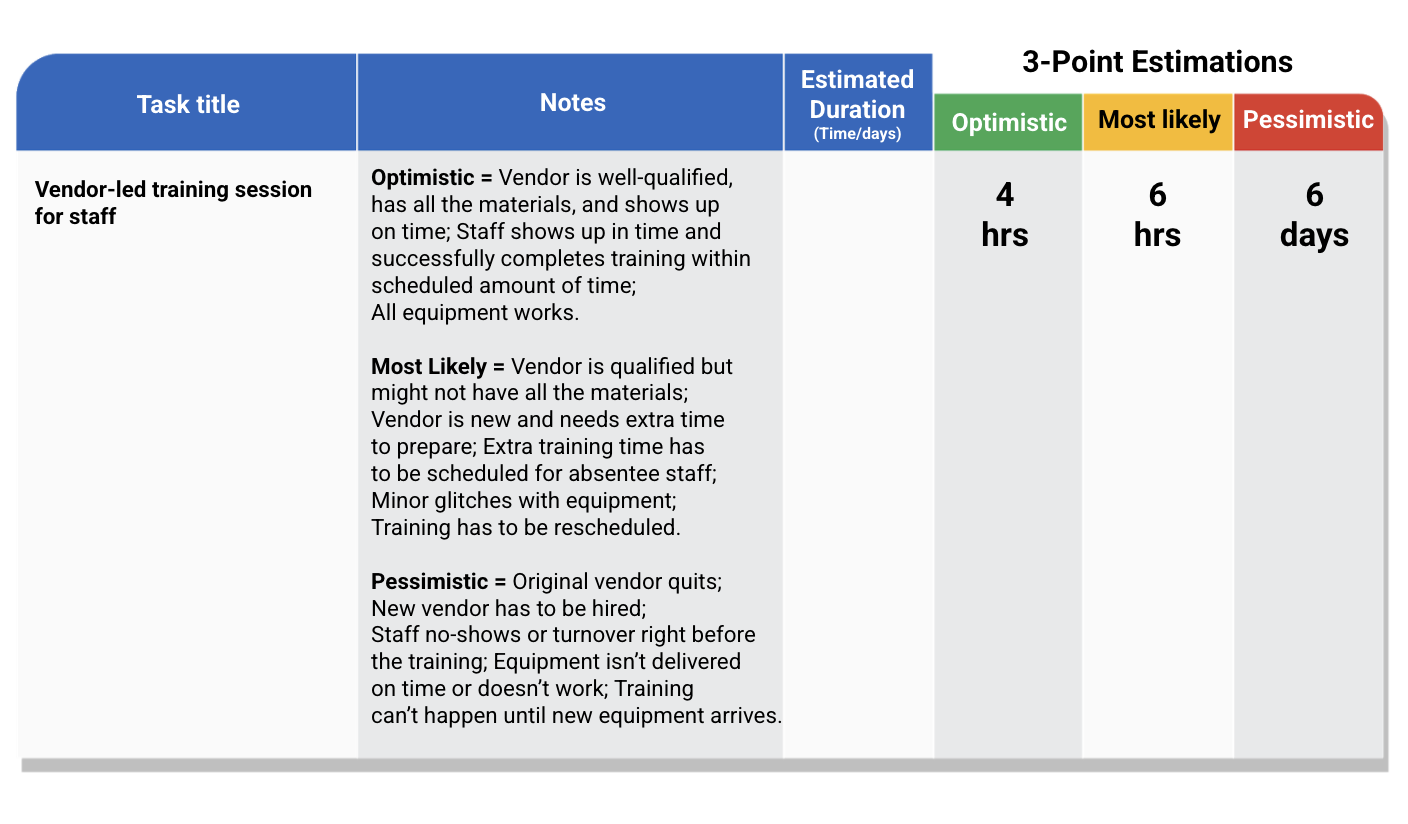 3-Point Estimations
Task title
Notes
Estimated
Duration
(Time/days)
Optimistic
Most likely
Pessimistic
Vendor-led training session
for staff
Optimistic = Vendor is well-qualified,
has all the materials, and shows up
on time; Staff shows up in time and
successfully completes training within
scheduled amount of time;
All equipment works.
Most Likely = Vendor is qualified but
might not have all the materials;
Vendor is new and needs extra time
to prepare; Extra training time has
to be scheduled for absentee staff;
Minor glitches with equipment;
Training has to be rescheduled.
Pessimistic = Original vendor quits;
New vendor has to be hired;
Staff no-shows or turnover right before
the training; Equipment isn’t delivered
on time or doesn’t work; Training
can’t happen until new equipment arrives.
4
hrs
6
hrs
6
days